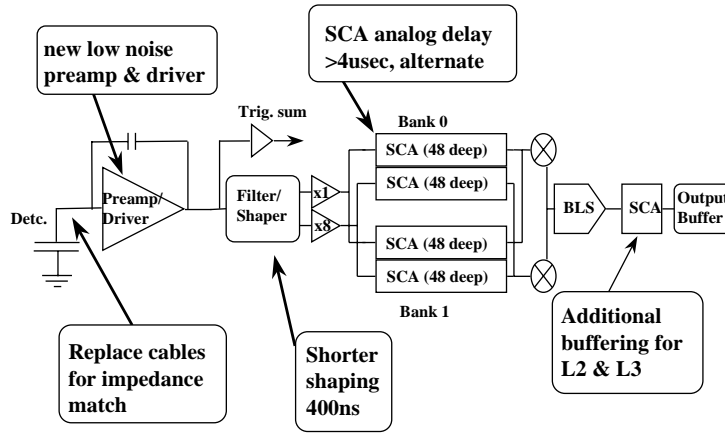 new low noise
preamp & driver
SCA analog delay
>4usec, alternate
Trig. sum
Bank 0
SCA (48 deep)
SCA (48 deep)
Detc.
Preamp/
Driver
Filter/
Shaper
x1
x8
BLS
SCA
Output
Buffer
SCA (48 deep)
SCA (48 deep)
Bank 1
Replace cables
for impedance
match
Shorter
shaping
400ns
Additional
buffering for
L2 & L3